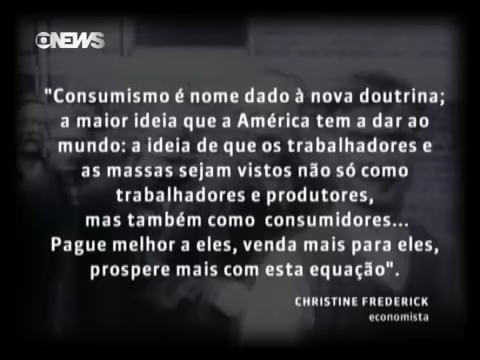 GNEWS
"Consumismo é nome dado à nova doutrina;
a maior ideia que a América tem a dar ao
mundo: a ideia de que os trabalhadores e
as massas sejam vistos não só como
trabalhadores e produtores,
mas também como consumidores...
Pague melhor a eles, venda mais para eles,
prospere mais com esta equação".
CHRISTINE FREDERICK
economista